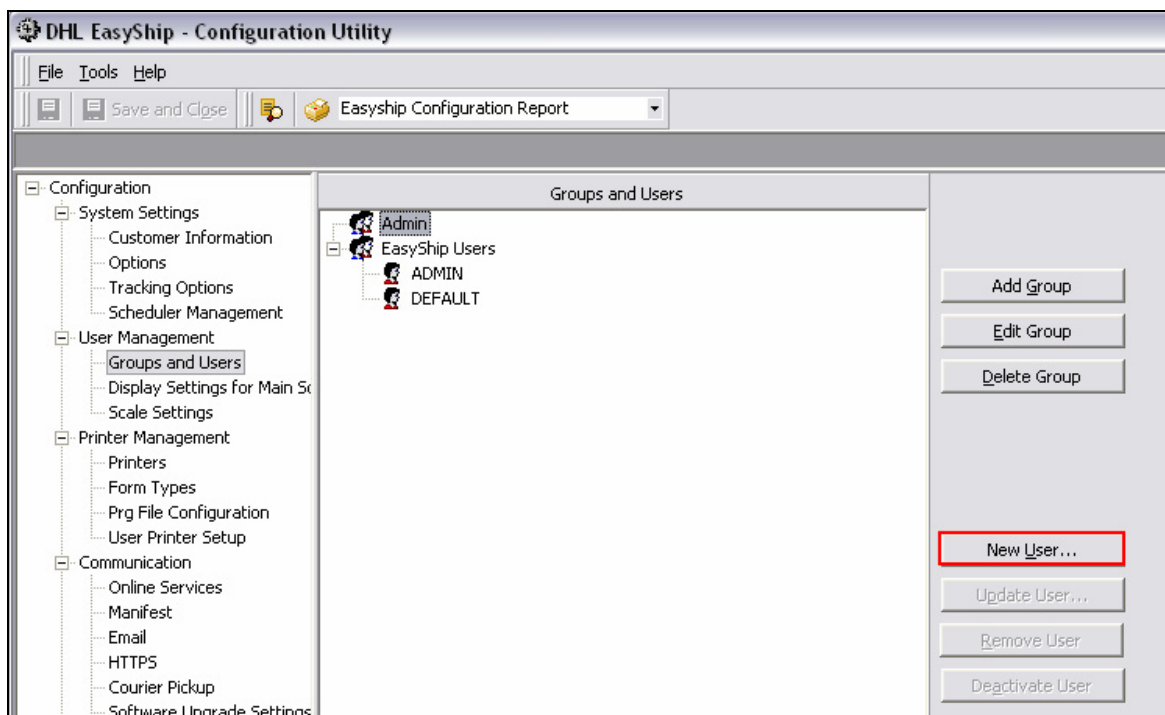 DHL EasyShip - Configuration Utility
File Tools Help
Save and Close Easyship Configuration Report
Configuration
System Settings
Customer Information
Options
Tracking Options
Scheduler Management
User Management
Groups and Users
Display Settings for Main Sc
Scale Settings
Printer Management
Printers
Form Types
Prg File Configuration
User Printer Setup
Communication
Online Services
Manifest
Email
HTTPS
Courier Pickup
Software Upgrade Settings
Groups and Users
Admin
EasyShip Users
ADMIN
DEFAULT
Add Group
Edit Group
Delete Group
New User...
Update User...
Remove User
Deactivate User